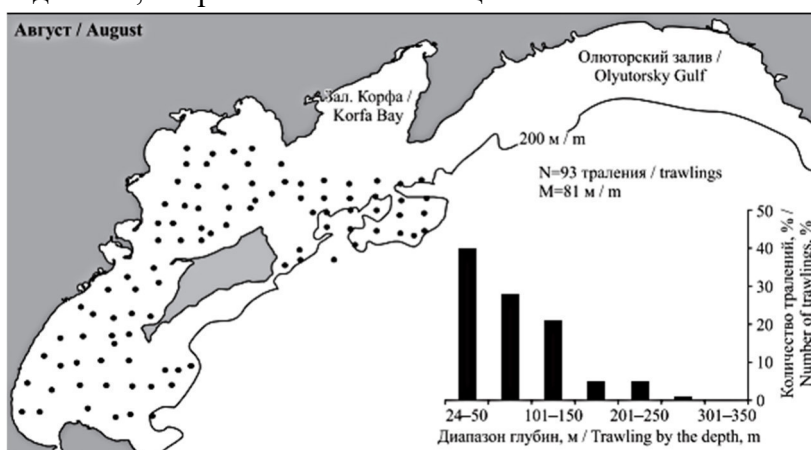 Август / August
Олюторский залив /
Olyutorsky Gulf
Зал. Корфа /
Korfa Bay
200 м / m
N=93 траления / trawlings
M=81 м / m
50
40
30
20
10
0
Количество тралений, % /
Number of trawlings, %
24–50
101–150
201–250
301–350
Диапазон глубин, м / Trawling by the depth, m